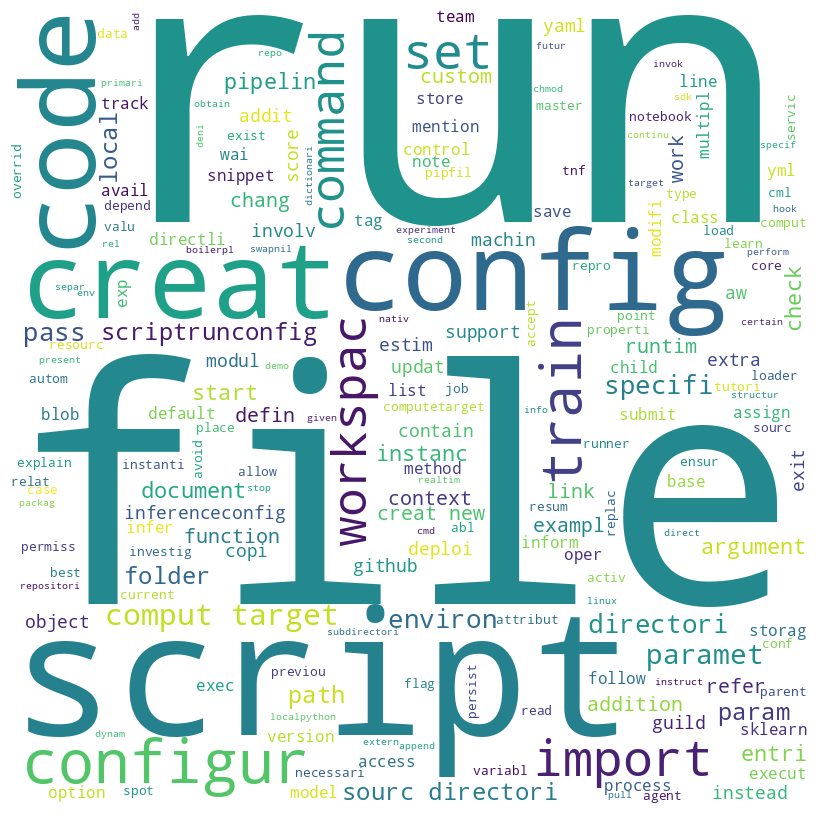 code
run
data
add
primari
repo
team
yaml
futur
set
custom
store
mention
control
note
pipfil
chmod
master
invok
line
sdk
notebook
continu
multipl
servic
specif
pipelin
obtain
track
local
addit
exist
deni
wai
score
snippet
dictionari
command
avail
depend
chang
overrid
valu
rel
directli
boilerpl
involv
swapnil
tag
experiment
second
machin
save
tnf
work
target
type
class
modifi
yml
cml
hook
comput
load
learn
perform
repro
core
creat
config
separ
env
exp
aw
check
point
properti
certain
pass
scriptrunconfig
nativ
support
accept
runtim
resourc
present
modul
demo
workspac
estim
updat
train
child
extra
loader
tutori
structur
autom
start
list
job
specifi
blob
default
defin
given
computetarget
info
submit
assign
place
contain
runner
sourc
file
explain
relat
avoid
instanti
allow
stop
instanc
method
realtim
ensur
exit
case
packag
document
context
resum
link
replac
base
inferenceconfig
creat new
abl
exampl
direct
infer
function
cmd
inform
argument
permiss
investig
copi
deploi
oper
best
github
activ
repositori
folder
current
linux
object
comput target
environ
attribut
directori
storag
subdirectori
conf
script
previou
paramet
exec
flag
persist
follow
instruct
refer
parent
path
read
addition
param
localpython
guild
dynam
version
extern
append
sklearn
configur
import
entri
necessari
access
variabl
process
execut
option
spot
model
sourc directori
pull
agent
instead